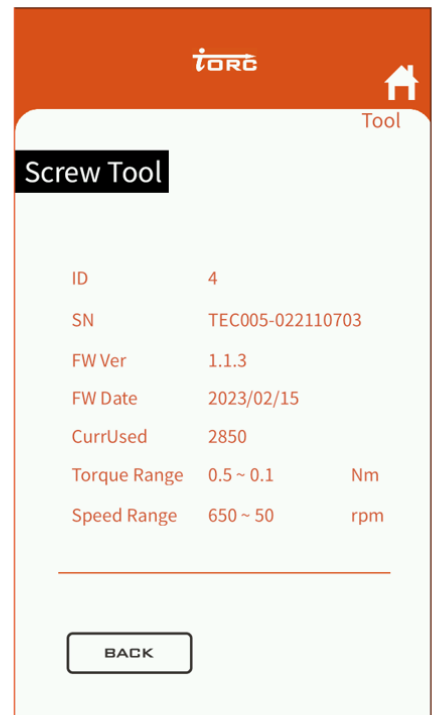 iTORC
Tool
Screw Tool
ID 4
SN TEC005-022110703
FW Ver 1.1.3
FW Date 2023/02/15
CurrUsed 2850
Torque Range 0.5 ~ 0.1 Nm
Speed Range 650 ~ 50 rpm
BACK